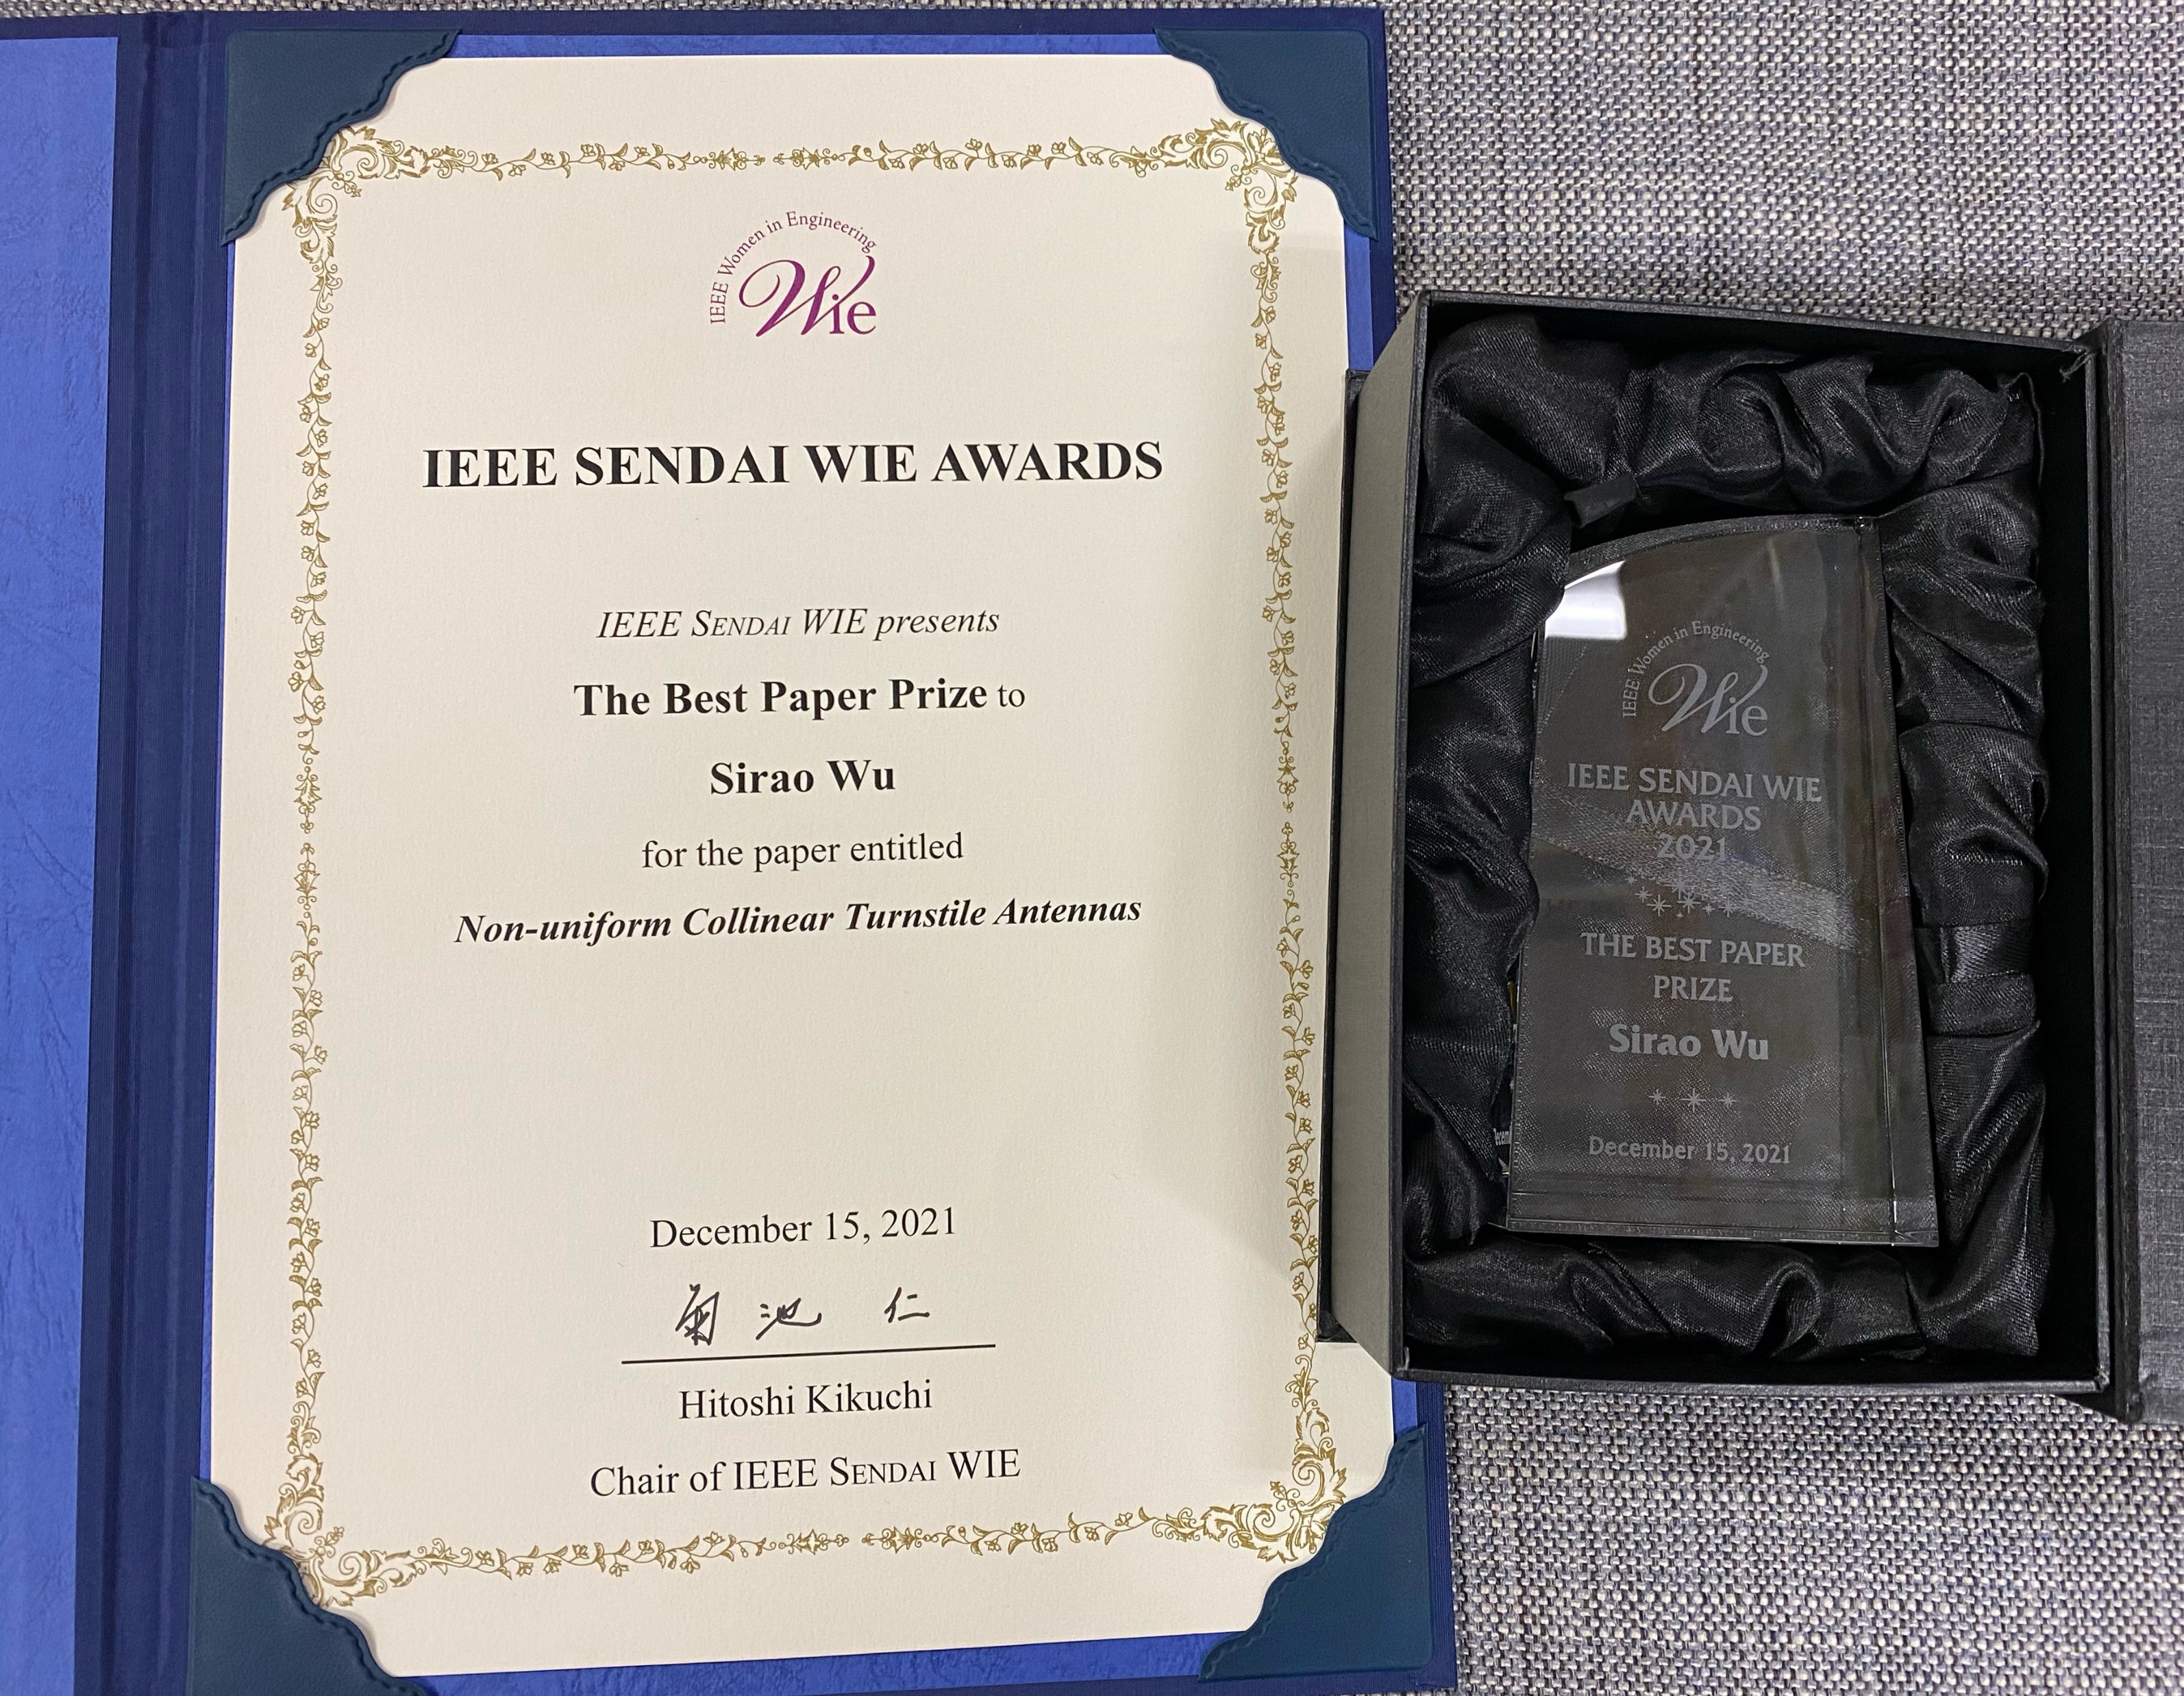 IEEE Women in Engineering
Wie
IEEE SENDAI WIE AWARDS
IEEE SENDAI WIE presents
The Best Paper Prize to
Sirao Wu
for the paper entitled
Non-uniform Collinear Turnstile Antennas
December 15, 2021
菊池 仁
Hitoshi Kikuchi
Chair of IEEE SENDAI WIE
IEEE Women in Engineering
Wie
IEEE SENDAI WIE
AWARDS
2021
THE BEST PAPER
PRIZE
Sirao Wu
December 15, 2021